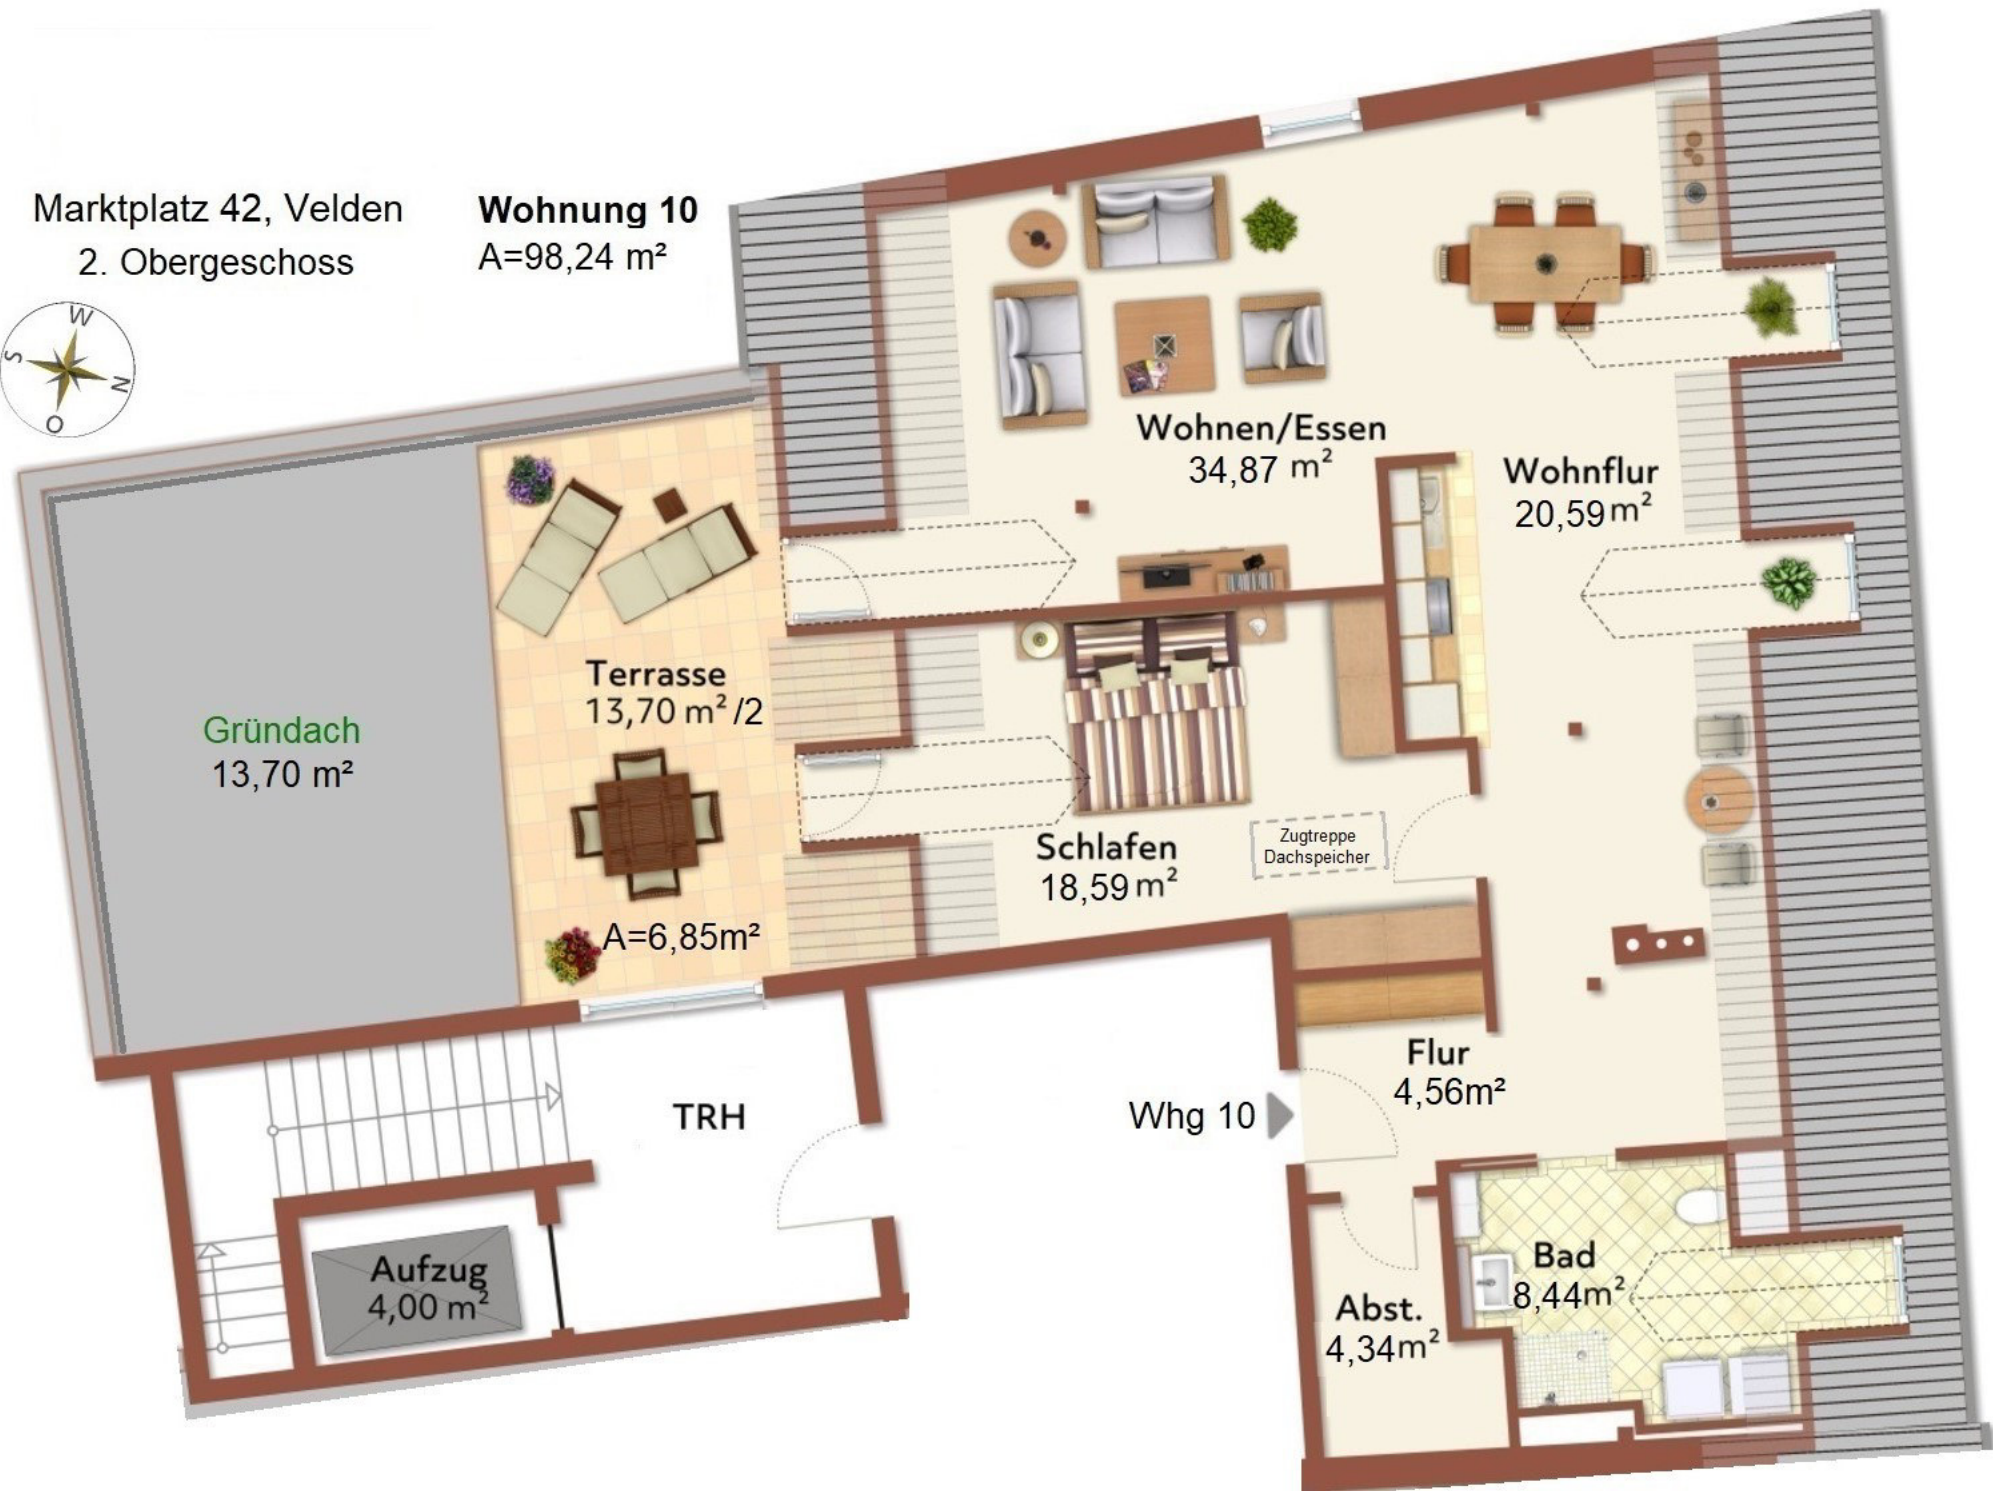 Marktplatz 42, Velden
2. Obergeschoss
Wohnung 10
A=98,24 m²
W
S
N
O
Wohnen/Essen
34,87 m²
Wohnflur
20,59 m²
Terrasse
13,70 m² /2
Gründach
13,70 m²
Schlafen
18,59 m²
Zugtreppe
Dachspeicher
A=6,85m²
Flur
4,56m²
TRH
Whg 10
Aufzug
4,00 m²
Bad
8,44m²
Abst.
4,34m²